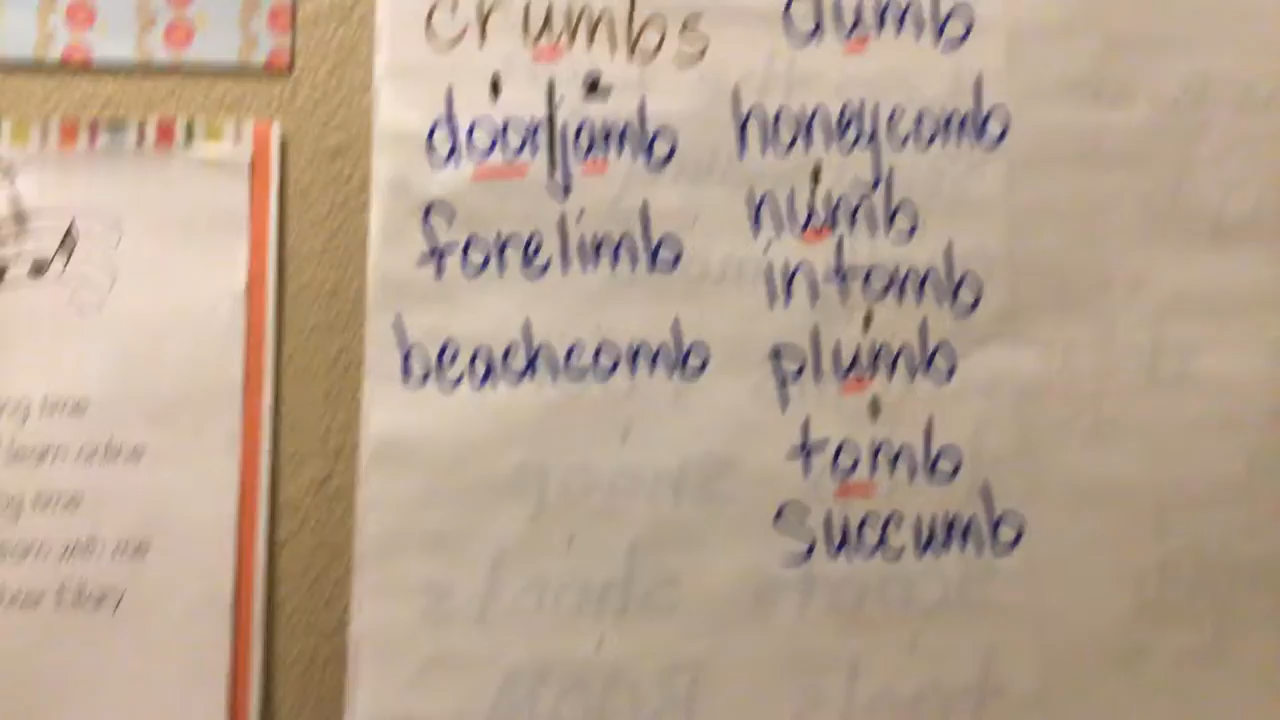 crumbs dumb
doorjamb honeycomb
numb
forelimb
intomb
beachcomb plumb
tomb
succumb